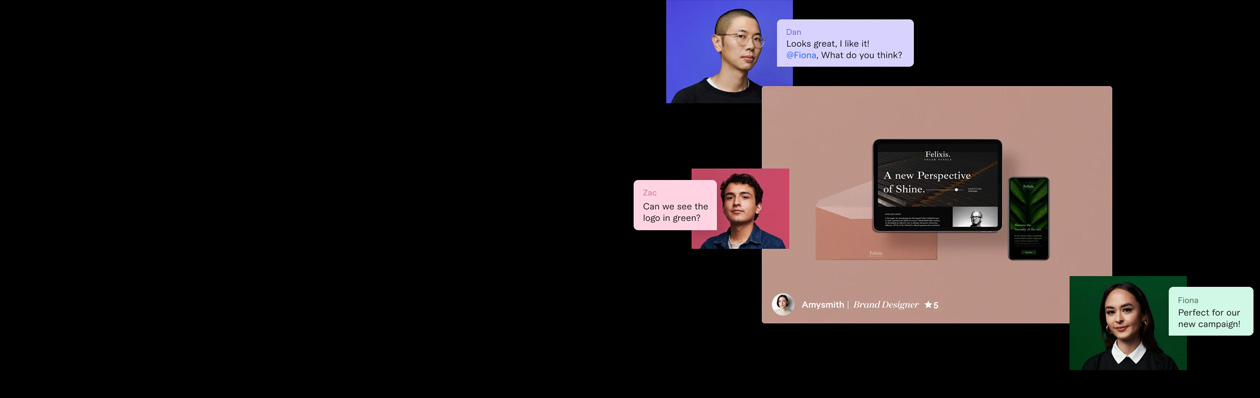 Dan
Looks great, I like it!
@Fiona, What do you think?
Zac
Can we see the
logo in green?
Felixis.
A new Perspective
of Shine.
Felixis.
Felixis.
Amysmith | Brand Designer ★5
Fiona
Perfect for our
new campaign!